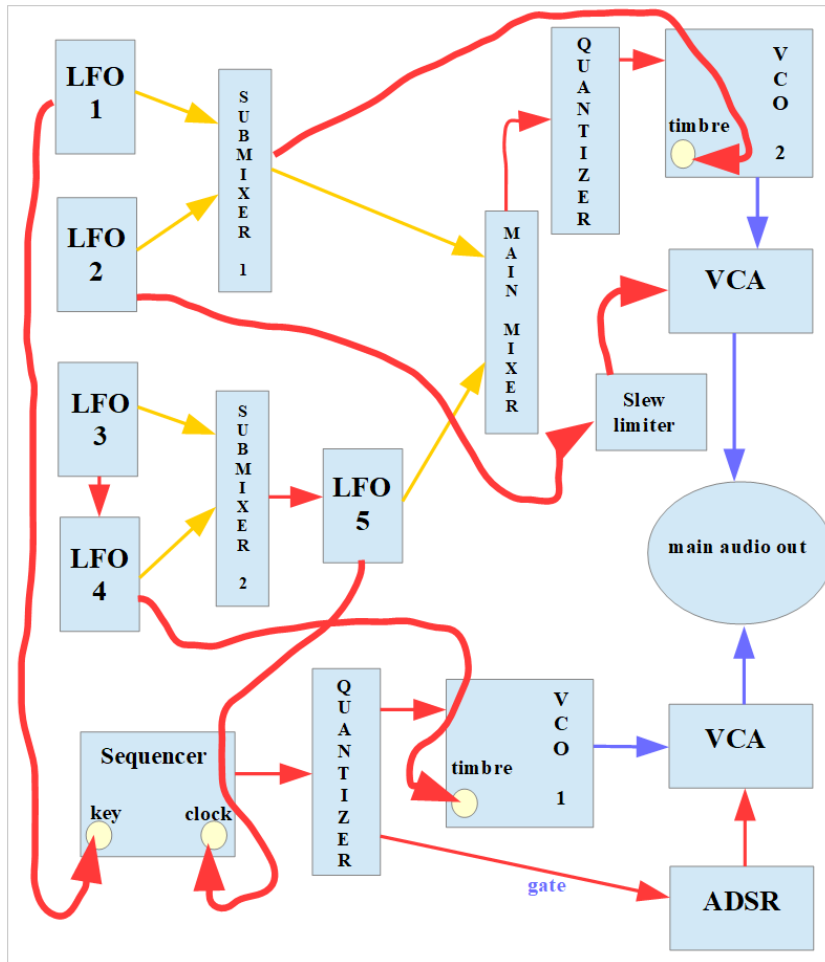 LFO
1
SUBMIXER 1
QUANTIZER
VCO 2
timbre
LFO
2
MAIN MIXER
VCA
LFO
3
SUBMIXER 2
Slew
limiter
LFO
5
LFO
4
main audio out
Sequencer
key
clock
QUANTIZER
VCO 1
timbre
VCA
gate
ADSR